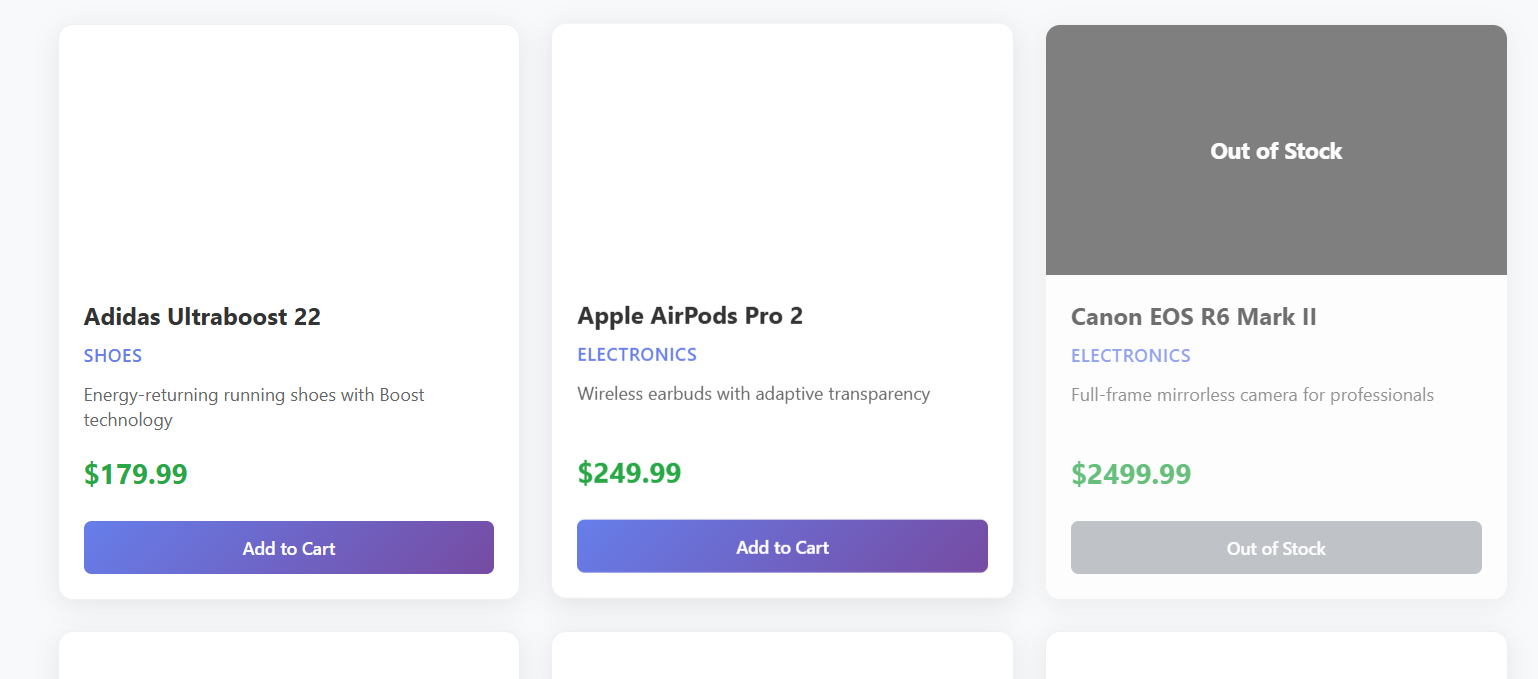 Adidas Ultraboost 22
SHOES
Energy-returning running shoes with Boost
technology
$179.99
Add to Cart
Apple AirPods Pro 2
ELECTRONICS
Wireless earbuds with adaptive transparency
$249.99
Add to Cart
Out of Stock
Canon EOS R6 Mark II
ELECTRONICS
Full-frame mirrorless camera for professionals
$2499.99
Out of Stock